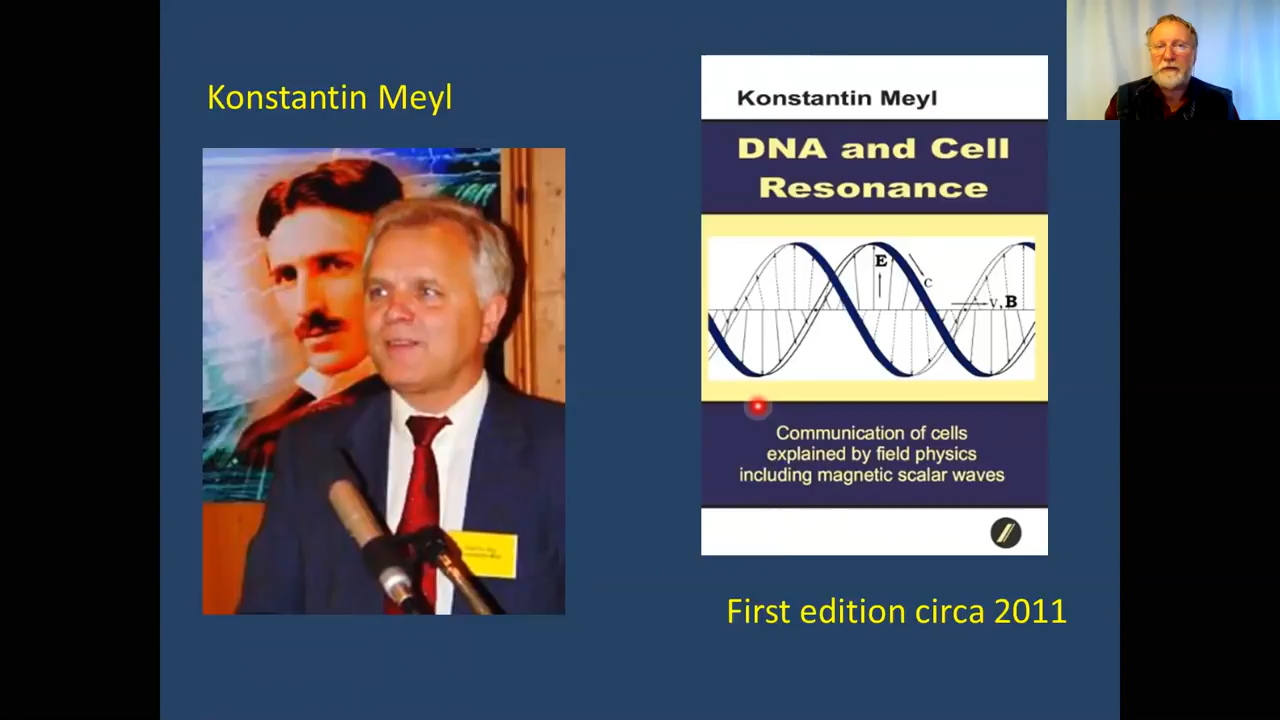 Konstantin Meyl
Konstantin Meyl
DNA and Cell
Resonance
E
c
v, B
Communication of cells
explained by field physics
including magnetic scalar waves
First edition circa 2011